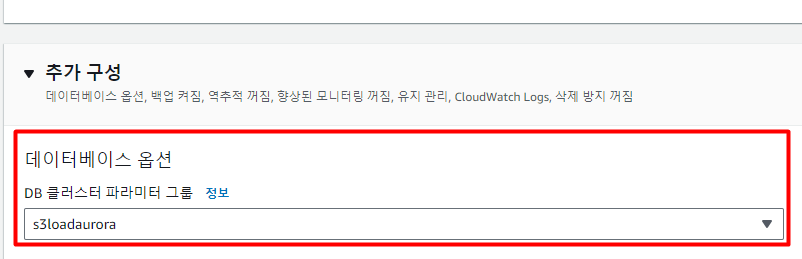 추가 구성
데이터베이스 옵션, 백업 켜짐, 역추적 꺼짐, 향상된 모니터링 꺼짐, 유지 관리, CloudWatch Logs, 삭제 방지 꺼짐
데이터베이스 옵션
DB 클러스터 파라미터 그룹 정보
s3loadaurora